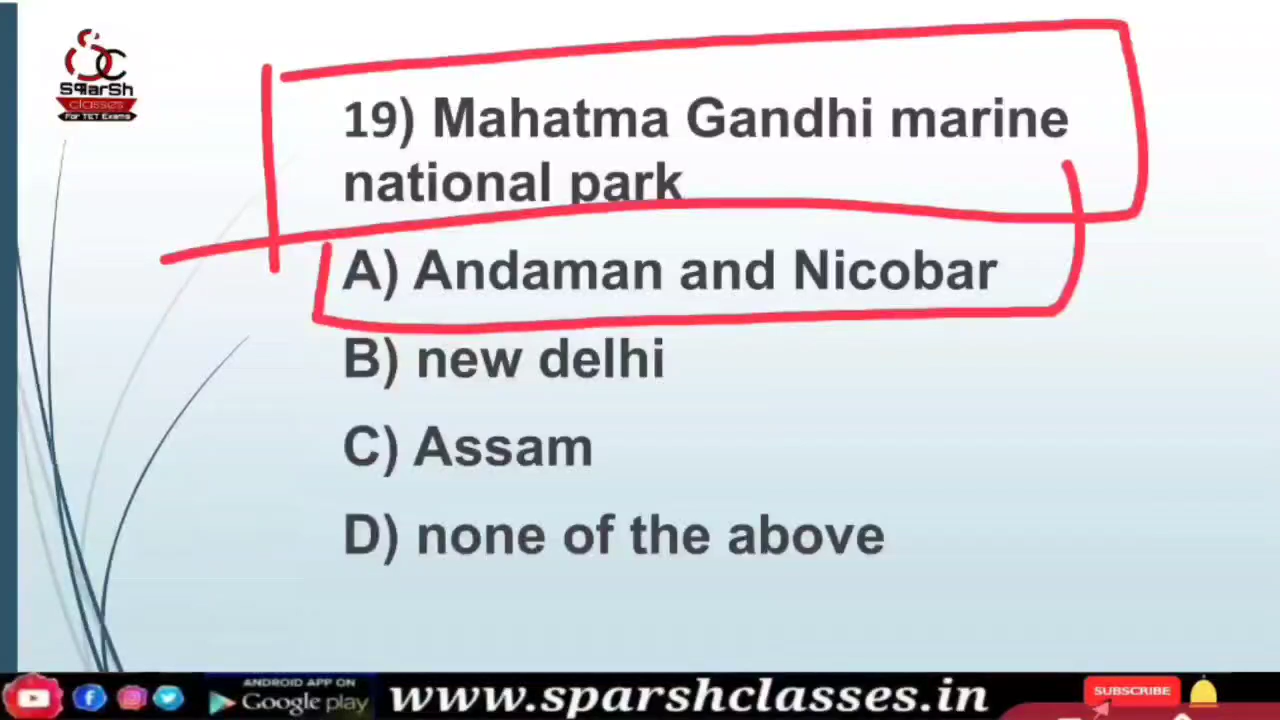 SParSh
classes
For TET Exams
19) Mahatma Gandhi marine
national park
A) Andaman and Nicobar
B) new delhi
C) Assam
D) none of the above
ANDROID APP ON
Google play
www.sparshclasses.in
SUBSCRIBE